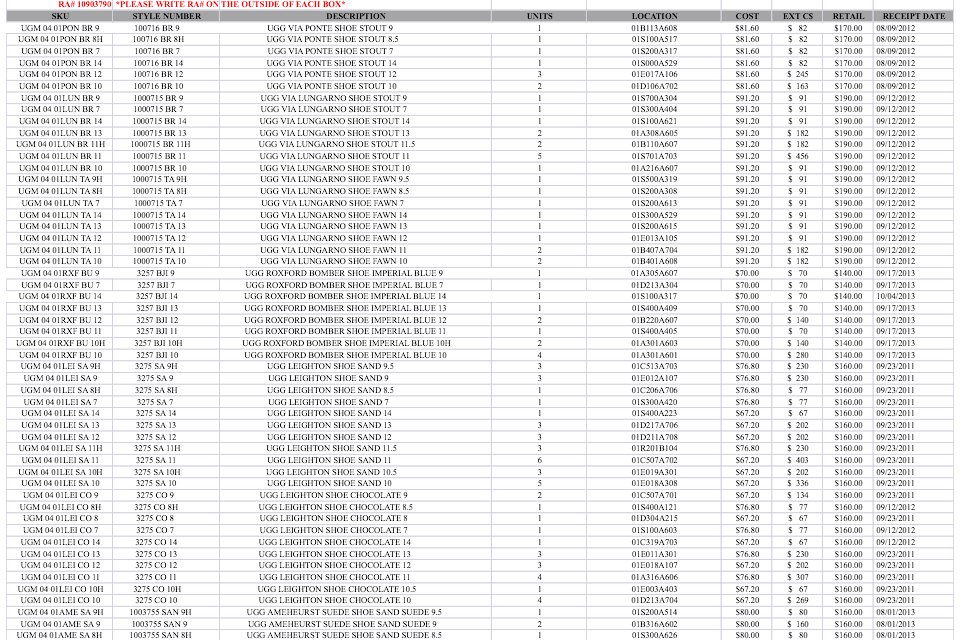 RA# 10903790 *PLEASE WRITE RA# ON THE OUTSIDE OF EACH BOX*
SKU STYLE NUMBER DESCRIPTION UNITS LOCATION COST EXT CS RETAIL RECEIPT DATE
UGM 04 01PON BR 9 100716 BR 9 UGG VIA PONTE SHOE STOUT 9 1 01B113A608 $81.60 $ 82 $170.00 08/09/2012
UGM 04 01PON BR 8H 100716 BR 8H UGG VIA PONTE SHOE STOUT 8.5 1 01S100A517 $81.60 $ 82 $170.00 08/09/2012
UGM 04 01PON BR 7 100716 BR 7 UGG VIA PONTE SHOE STOUT 7 1 01S200A317 $81.60 $ 82 $170.00 08/09/2012
UGM 04 01PON BR 14 100716 BR 14 UGG VIA PONTE SHOE STOUT 14 1 01S000A529 $81.60 $ 82 $170.00 08/09/2012
UGM 04 01PON BR 12 100716 BR 12 UGG VIA PONTE SHOE STOUT 12 3 01E017A106 $81.60 $ 245 $170.00 08/09/2012
UGM 04 01PON BR 10 100716 BR 10 UGG VIA PONTE SHOE STOUT 10 2 01D106A702 $81.60 $ 163 $170.00 08/09/2012
UGM 04 01LUN BR 9 1000715 BR 9 UGG VIA LUNGARNO SHOE STOUT 9 1 01S700A304 $91.20 $ 91 $190.00 09/12/2012
UGM 04 01LUN BR 7 1000715 BR 7 UGG VIA LUNGARNO SHOE STOUT 7 1 01S300A404 $91.20 $ 91 $190.00 09/12/2012
UGM 04 01LUN BR 14 1000715 BR 14 UGG VIA LUNGARNO SHOE STOUT 14 1 01S100A621 $91.20 $ 91 $190.00 09/12/2012
UGM 04 01LUN BR 13 1000715 BR 13 UGG VIA LUNGARNO SHOE STOUT 13 2 01A308A605 $91.20 $ 182 $190.00 09/12/2012
UGM 04 01LUN BR 11H 1000715 BR 11H UGG VIA LUNGARNO SHOE STOUT 11.5 2 01B110A607 $91.20 $ 182 $190.00 09/12/2012
UGM 04 01LUN BR 11 1000715 BR 11 UGG VIA LUNGARNO SHOE STOUT 11 5 01S701A703 $91.20 $ 456 $190.00 09/12/2012
UGM 04 01LUN BR 10 1000715 BR 10 UGG VIA LUNGARNO SHOE STOUT 10 1 01A216A607 $91.20 $ 91 $190.00 09/12/2012
UGM 04 01LUN TA 9H 1000715 TA 9H UGG VIA LUNGARNO SHOE FAWN 9.5 1 01S500A319 $91.20 $ 91 $190.00 09/12/2012
UGM 04 01LUN TA 8H 1000715 TA 8H UGG VIA LUNGARNO SHOE FAWN 8.5 1 01S200A308 $91.20 $ 91 $190.00 09/12/2012
UGM 04 01LUN TA 7 1000715 TA 7 UGG VIA LUNGARNO SHOE FAWN 7 1 01S200A613 $91.20 $ 91 $190.00 09/12/2012
UGM 04 01LUN TA 14 1000715 TA 14 UGG VIA LUNGARNO SHOE FAWN 14 1 01S300A529 $91.20 $ 91 $190.00 09/12/2012
UGM 04 01LUN TA 13 1000715 TA 13 UGG VIA LUNGARNO SHOE FAWN 13 1 01S200A615 $91.20 $ 91 $190.00 09/12/2012
UGM 04 01LUN TA 12 1000715 TA 12 UGG VIA LUNGARNO SHOE FAWN 12 1 01E013A105 $91.20 $ 91 $190.00 09/12/2012
UGM 04 01LUN TA 11 1000715 TA 11 UGG VIA LUNGARNO SHOE FAWN 11 2 01B407A704 $91.20 $ 182 $190.00 09/12/2012
UGM 04 01LUN TA 10 1000715 TA 10 UGG VIA LUNGARNO SHOE FAWN 10 2 01B401A608 $91.20 $ 182 $190.00 09/12/2012
UGM 04 01RXF BU 9 3257 BJI 9 UGG ROXFORD BOMBER SHOE IMPERIAL BLUE 9 1 01A305A607 $70.00 $ 70 $140.00 09/17/2013
UGM 04 01RXF BU 7 3257 BJI 7 UGG ROXFORD BOMBER SHOE IMPERIAL BLUE 7 1 01D213A304 $70.00 $ 70 $140.00 09/17/2013
UGM 04 01RXF BU 14 3257 BJI 14 UGG ROXFORD BOMBER SHOE IMPERIAL BLUE 14 1 01S100A317 $70.00 $ 70 $140.00 10/04/2013
UGM 04 01RXF BU 13 3257 BJI 13 UGG ROXFORD BOMBER SHOE IMPERIAL BLUE 13 1 01S400A409 $70.00 $ 70 $140.00 09/17/2013
UGM 04 01RXF BU 12 3257 BJI 12 UGG ROXFORD BOMBER SHOE IMPERIAL BLUE 12 2 01B220A607 $70.00 $ 140 $140.00 09/17/2013
UGM 04 01RXF BU 11 3257 BJI 11 UGG ROXFORD BOMBER SHOE IMPERIAL BLUE 11 1 01S400A405 $70.00 $ 70 $140.00 09/17/2013
UGM 04 01RXF BU 10H 3257 BJI 10H UGG ROXFORD BOMBER SHOE IMPERIAL BLUE 10H 2 01A301A603 $70.00 $ 140 $140.00 09/17/2013
UGM 04 01RXF BU 10 3257 BJI 10 UGG ROXFORD BOMBER SHOE IMPERIAL BLUE 10 4 01A301A601 $70.00 $ 280 $140.00 09/17/2013
UGM 04 01LEI SA 9H 3275 SA 9H UGG LEIGHTON SHOE SAND 9.5 3 01C513A703 $76.80 $ 230 $160.00 09/23/2011
UGM 04 01LEI SA 9 3275 SA 9 UGG LEIGHTON SHOE SAND 9 3 01E012A107 $76.80 $ 230 $160.00 09/23/2011
UGM 04 01LEI SA 8H 3275 SA 8H UGG LEIGHTON SHOE SAND 8.5 1 01C206A706 $76.80 $ 77 $160.00 09/23/2011
UGM 04 01LEI SA 7 3275 SA 7 UGG LEIGHTON SHOE SAND 7 1 01S300A420 $76.80 $ 77 $160.00 09/23/2011
UGM 04 01LEI SA 14 3275 SA 14 UGG LEIGHTON SHOE SAND 14 1 01S400A223 $67.20 $ 67 $160.00 09/23/2011
UGM 04 01LEI SA 13 3275 SA 13 UGG LEIGHTON SHOE SAND 13 3 01D217A706 $67.20 $ 202 $160.00 09/23/2011
UGM 04 01LEI SA 12 3275 SA 12 UGG LEIGHTON SHOE SAND 12 3 01D211A708 $67.20 $ 202 $160.00 09/23/2011
UGM 04 01LEI SA 11H 3275 SA 11H UGG LEIGHTON SHOE SAND 11.5 3 01R201B104 $76.80 $ 230 $160.00 09/23/2011
UGM 04 01LEI SA 11 3275 SA 11 UGG LEIGHTON SHOE SAND 11 6 01C507A702 $67.20 $ 403 $160.00 09/23/2011
UGM 04 01LEI SA 10H 3275 SA 10H UGG LEIGHTON SHOE SAND 10.5 3 01E019A301 $67.20 $ 202 $160.00 09/23/2011
UGM 04 01LEI SA 10 3275 SA 10 UGG LEIGHTON SHOE SAND 10 5 01E018A308 $67.20 $ 336 $160.00 09/23/2011
UGM 04 01LEI CO 9 3275 CO 9 UGG LEIGHTON SHOE CHOCOLATE 9 2 01C507A701 $67.20 $ 134 $160.00 09/23/2011
UGM 04 01LEI CO 8H 3275 CO 8H UGG LEIGHTON SHOE CHOCOLATE 8.5 1 01S400A121 $76.80 $ 77 $160.00 09/12/2012
UGM 04 01LEI CO 8 3275 CO 8 UGG LEIGHTON SHOE CHOCOLATE 8 1 01D304A215 $67.20 $ 67 $160.00 09/23/2011
UGM 04 01LEI CO 7 3275 CO 7 UGG LEIGHTON SHOE CHOCOLATE 7 1 01S100A603 $76.80 $ 77 $160.00 09/12/2012
UGM 04 01LEI CO 14 3275 CO 14 UGG LEIGHTON SHOE CHOCOLATE 14 1 01C319A703 $67.20 $ 67 $160.00 09/12/2012
UGM 04 01LEI CO 13 3275 CO 13 UGG LEIGHTON SHOE CHOCOLATE 13 3 01E011A301 $76.80 $ 230 $160.00 09/23/2011
UGM 04 01LEI CO 12 3275 CO 12 UGG LEIGHTON SHOE CHOCOLATE 12 3 01E018A107 $67.20 $ 202 $160.00 09/23/2011
UGM 04 01LEI CO 11 3275 CO 11 UGG LEIGHTON SHOE CHOCOLATE 11 4 01A316A606 $76.80 $ 307 $160.00 09/23/2011
UGM 04 01LEI CO 10H 3275 CO 10H UGG LEIGHTON SHOE CHOCOLATE 10.5 1 01E003A403 $67.20 $ 67 $160.00 09/23/2011
UGM 04 01LEI CO 10 3275 CO 10 UGG LEIGHTON SHOE CHOCOLATE 10 4 01D213A704 $67.20 $ 269 $160.00 09/23/2011
UGM 04 01AME SA 9H 1003755 SAN 9H UGG AMEHEURST SUEDE SHOE SAND SUEDE 9.5 1 01S200A514 $80.00 $ 80 $160.00 08/01/2013
UGM 04 01AME SA 9 1003755 SAN 9 UGG AMEHEURST SUEDE SHOE SAND SUEDE 9 2 01B316A602 $80.00 $ 160 $160.00 08/01/2013
UGM 04 01AME SA 8H 1003755 SAN 8H UGG AMEHEURST SUEDE SHOE SAND SUEDE 8.5 1 01S300A626 $80.00 $ 80 $160.00 08/01/2013